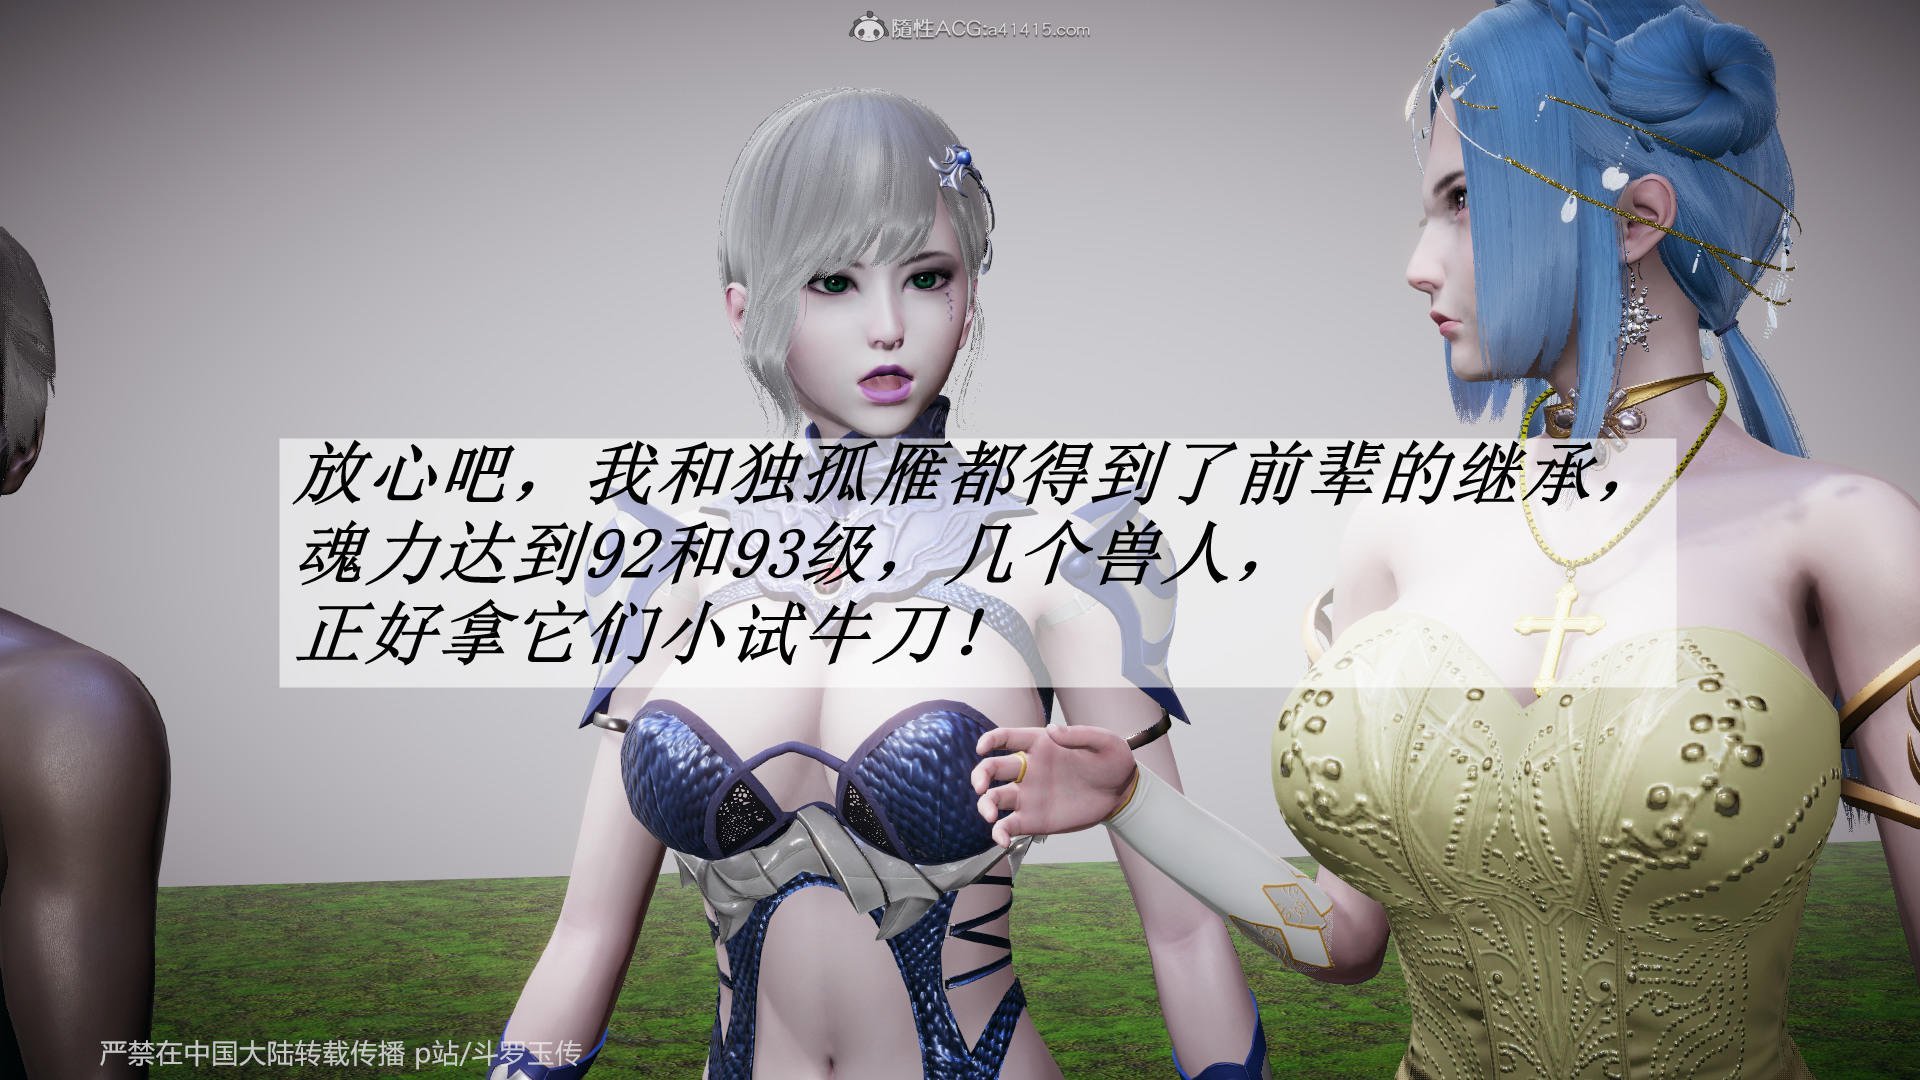 隨性ACG:a41415.com
放心吧，我和独孤雁都得到了前辈的继承，
魂力达到92和93级，几个兽人，
正好拿它们小试牛刀！
严禁在中国大陆转载传播 p站/斗罗玉传